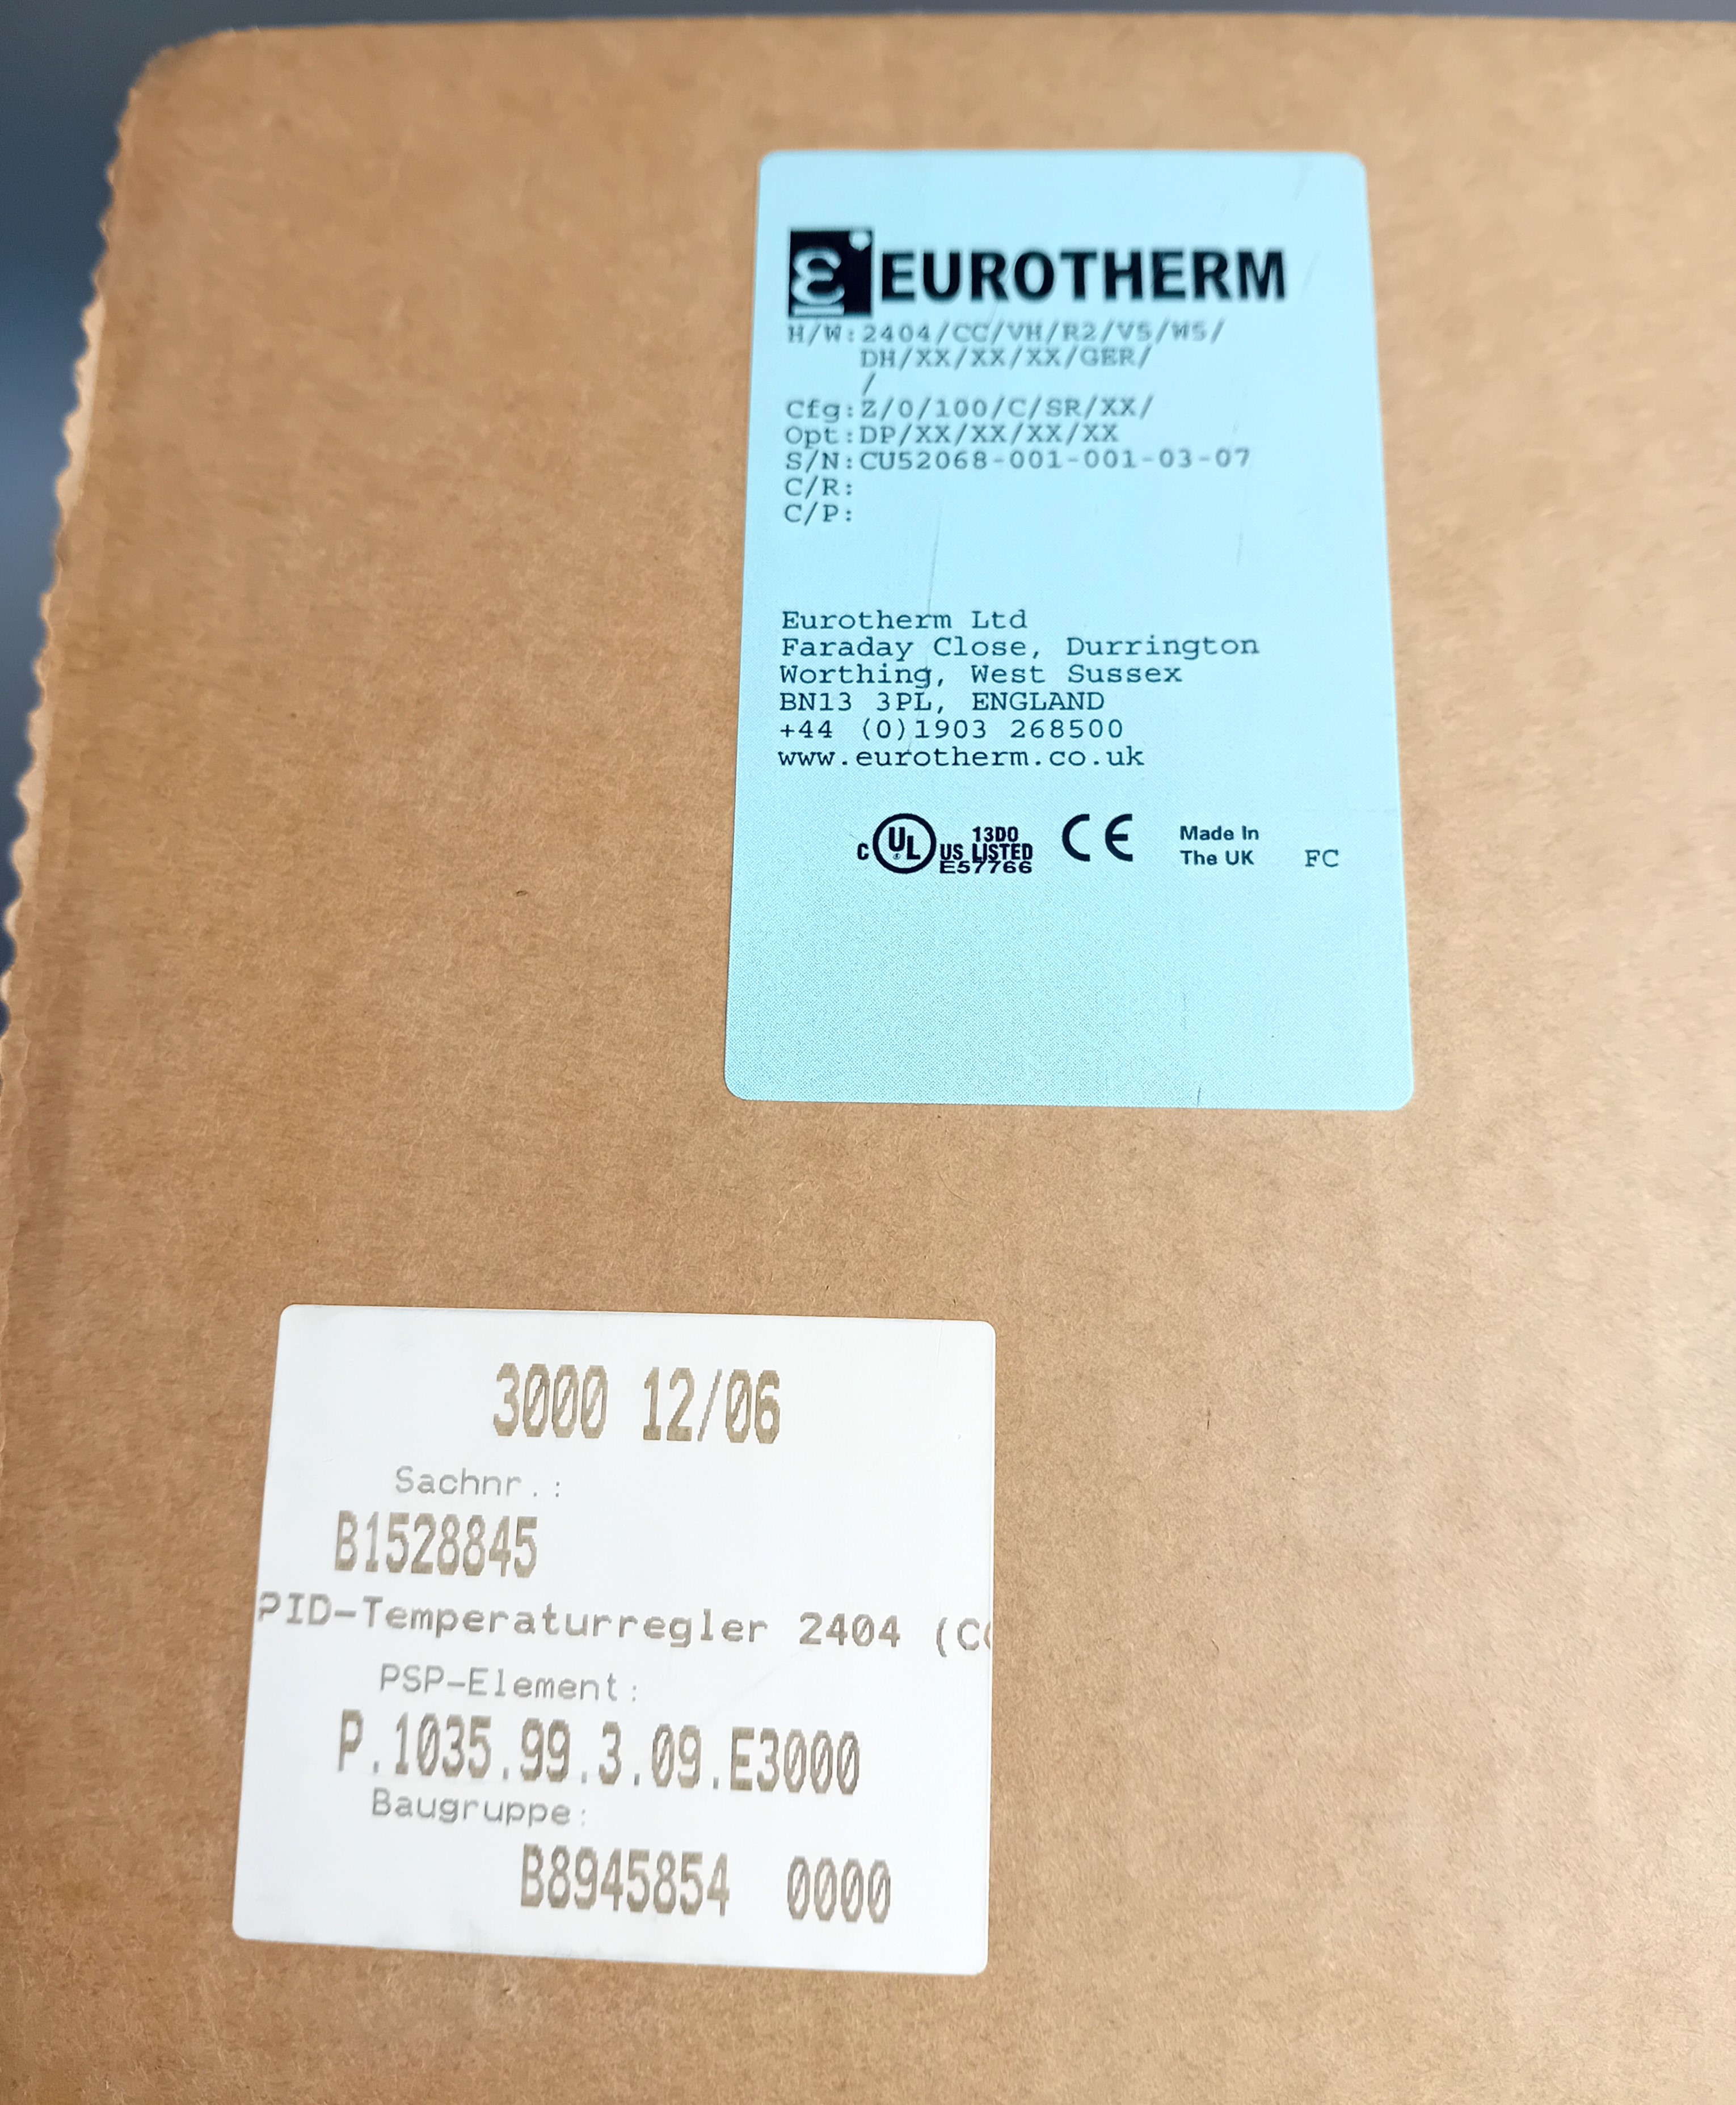 EUROTHERM
H/W:2404/CC/VH/R2/VS/WS/
DH/XX/XX/XX/GER/
/
Cfg:Z/0/100/C/SR/XX/
Opt:DP/XX/XX/XX/XX
S/N:CU52068-001-001-03-07
C/R:
C/P:
Eurotherm Ltd
Faraday Close, Durrington
Worthing, West Sussex
BN13 3PL, ENGLAND
+44 (0)1903 268500
www.eurotherm.co.uk
C UL ® US 13D0 LISTED E57766
CE
Made In
The UK
FC
3000 12/06
Sachnr.:
B1528845
PID-Temperaturregler 2404 (C
PSP-Element:
P.1035.99.3.09.E3000
Baugruppe:
B8945854 0000